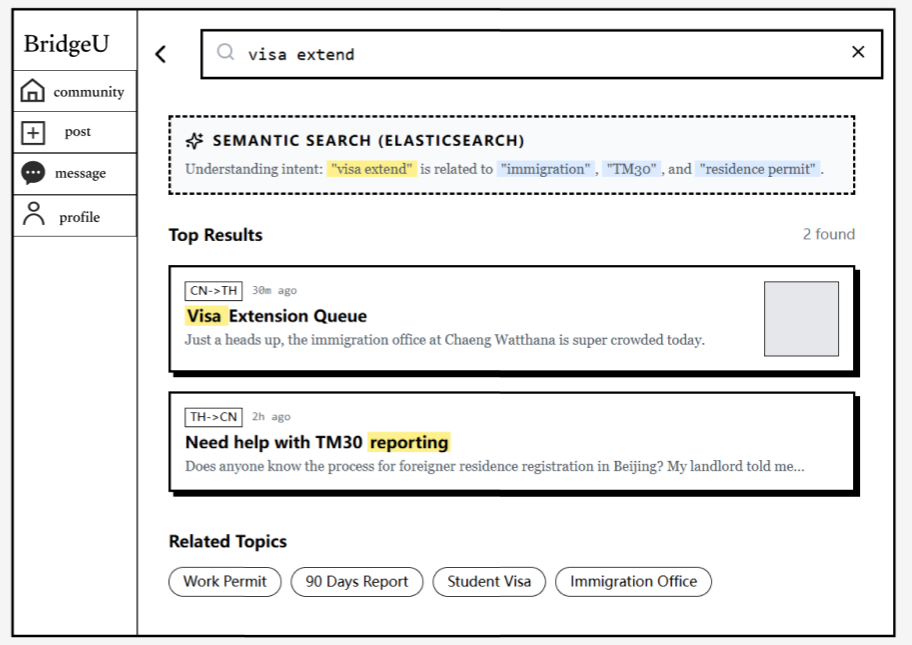 BridgeU
community
post
message
profile
visa extend
SEMANTIC SEARCH (ELASTICSEARCH)
Understanding intent: "visa extend" is related to "immigration" , "TM30" , and "residence permit" .
Top Results
2 found
CN->TH 30m ago
Visa Extension Queue
Just a heads up, the immigration office at Chaeng Watthana is super crowded today.
TH->CN 2h ago
Need help with TM30 reporting
Does anyone know the process for foreigner residence registration in Beijing? My landlord told me...
Related Topics
Work Permit
90 Days Report
Student Visa
Immigration Office